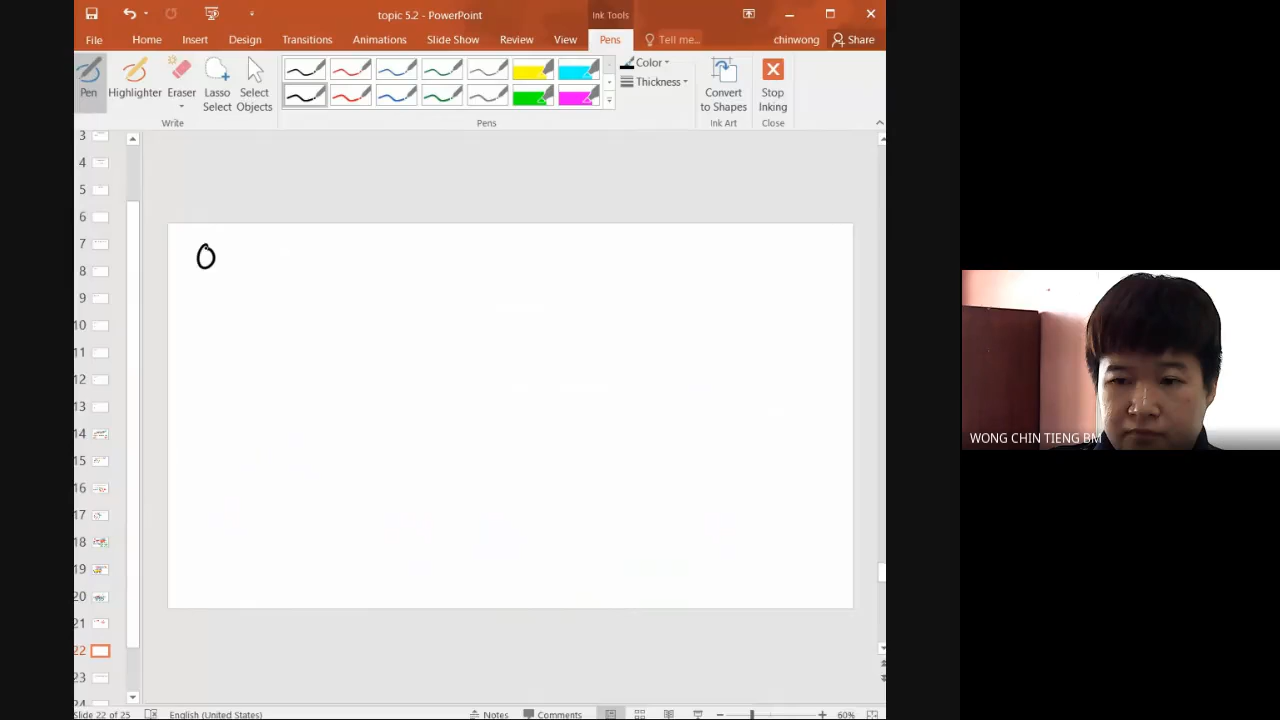 topic 5.2 - PowerPoint
Ink Tools
File
Home
Insert
Design
Transitions
Animations
Slide Show
Review
View
Pens
Tell me...
chinwong
Share
Pen
Highlighter
Eraser
Lasso
Select
Select
Objects
Color
Thickness
Convert
to Shapes
Stop
Inking
Write
Pens
Ink Art
Close
3
4
5
6
7
8
9
10
11
12
13
14
15
16
17
18
19
20
21
22
23
24
0
WONG CHIN TIENG BM
Slide 22 of 25
English (United States)
Notes
Comments
60%